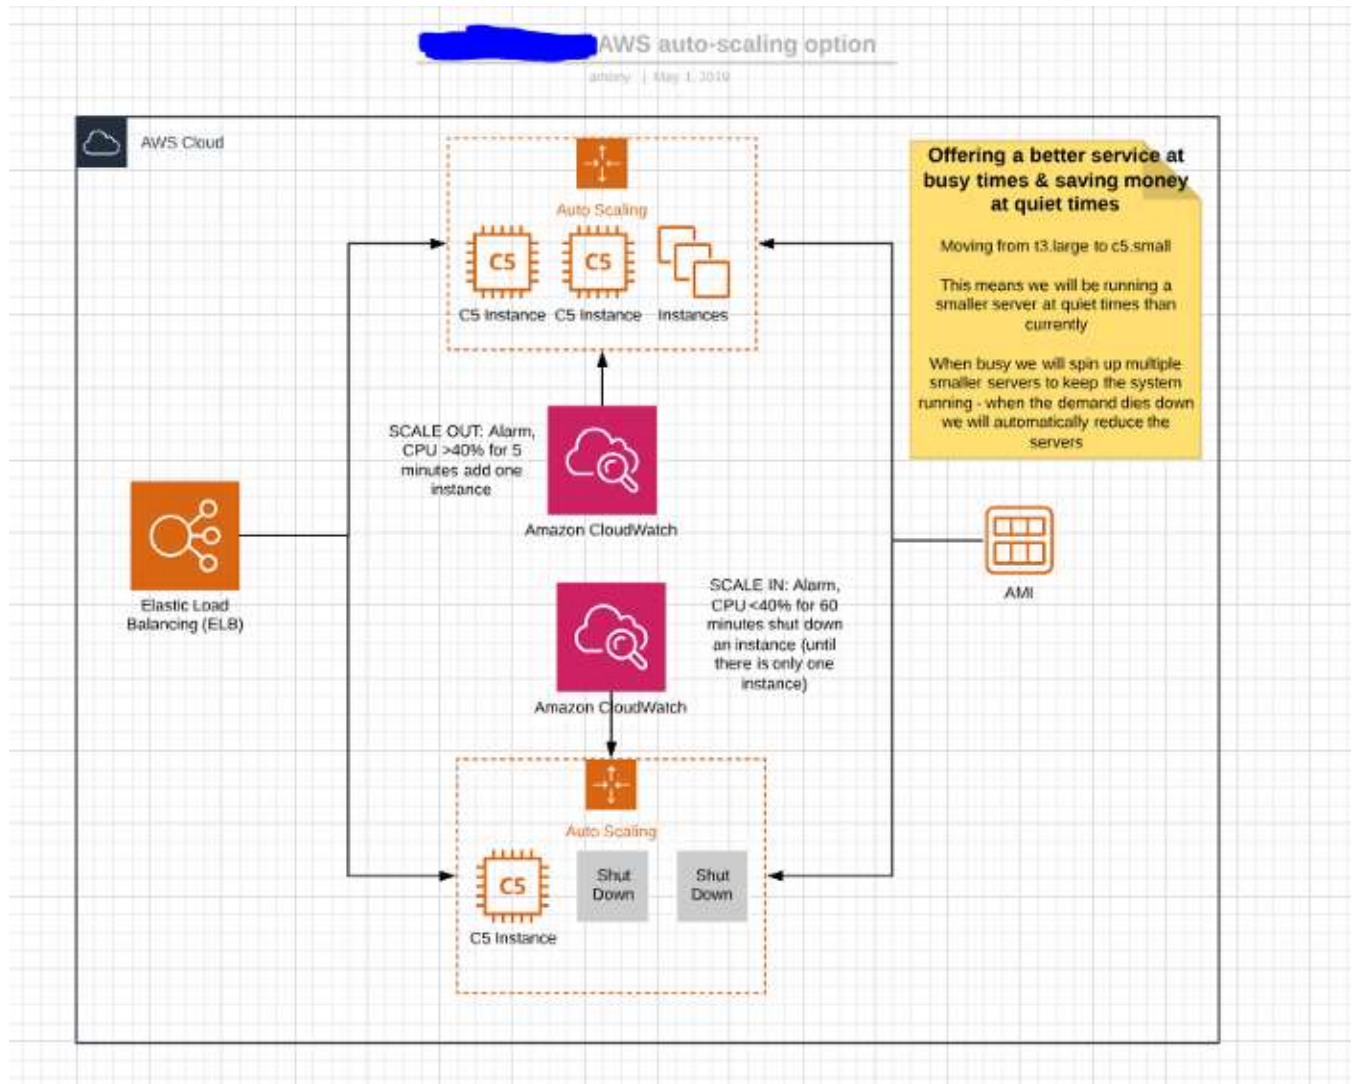 AWS auto-scaling option
May 1, 2019
AWS Cloud
Auto Scaling
C5
C5
C5 Instance
C5 Instance
Instances
Offering a better service at
busy times & saving money
at quiet times
Moving from t3.large to c5.small
This means we will be running a
smaller server at quiet times than
currently
When busy we will spin up multiple
smaller servers to keep the system
running - when the demand dies down
we will automatically reduce the
servers
SCALE OUT: Alarm,
CPU >40% for 5
minutes add one
instance
Amazon CloudWatch
Elastic Load
Balancing (ELB)
AMI
SCALE IN: Alarm,
CPU <40% for 60
minutes shut down
an instance (until
there is only one
instance)
Amazon CloudWatch
Auto Scaling
C5
Shut
Down
Shut
Down
C5 Instance